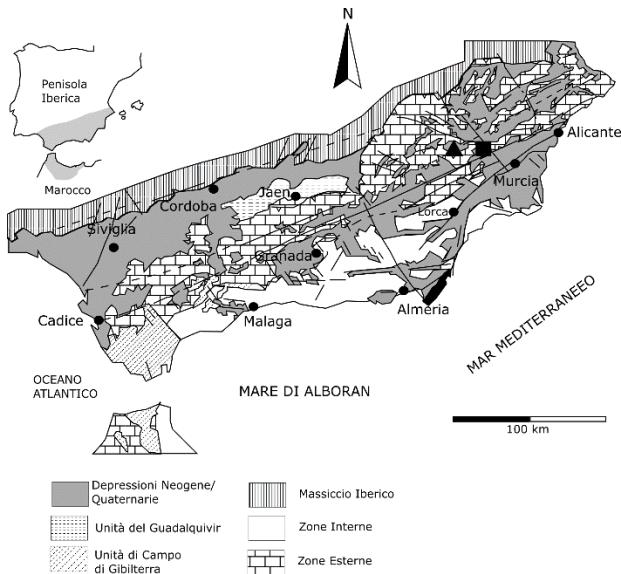 N
Penisola
Iberica
Marocco
Alicante
Murcia
Lorca
Jaen
Cordoba
Siviglia
Granada
Almeria
Malaga
Cadice
MAR MEDITERRANEEO
OCEANO
ATLANTICO
MARE DI ALBORAN
100 km
Depressioni Neogene/
Quaternarie
Massiccio Iberico
Unità del Guadalquivir
Zone Interne
Unità di Campo
di Gibilterra
Zone Esterne